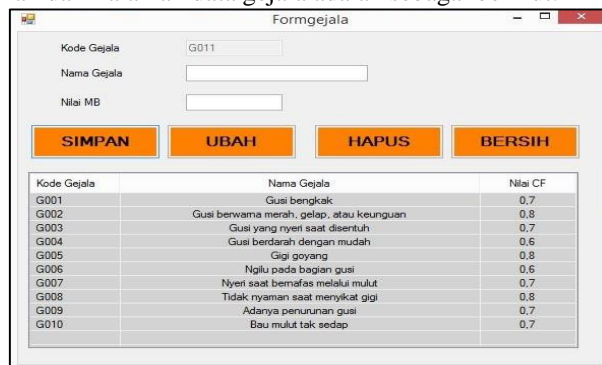 Formgejala
Kode Gejala G011
Nama Gejala
Nilai MB
SIMPAN UBAH HAPUS BERSIH
Kode Gejala Nama Gejala Nilai CF
G001 Gusi bengkak 0,7
G002 Gusi berwarna merah, gelap, atau keunguan 0,8
G003 Gusi yang nyeri saat disentuh 0,7
G004 Gusi berdarah dengan mudah 0,6
G005 Gigi goyang 0,8
G006 Ngilu pada bagian gusi 0,6
G007 Nyeri saat bernafas melalui mulut 0,7
G008 Tidak nyaman saat menyikat gigi 0,8
G009 Adanya penurunan gusi 0,7
G010 Bau mulut tak sedap 0,7